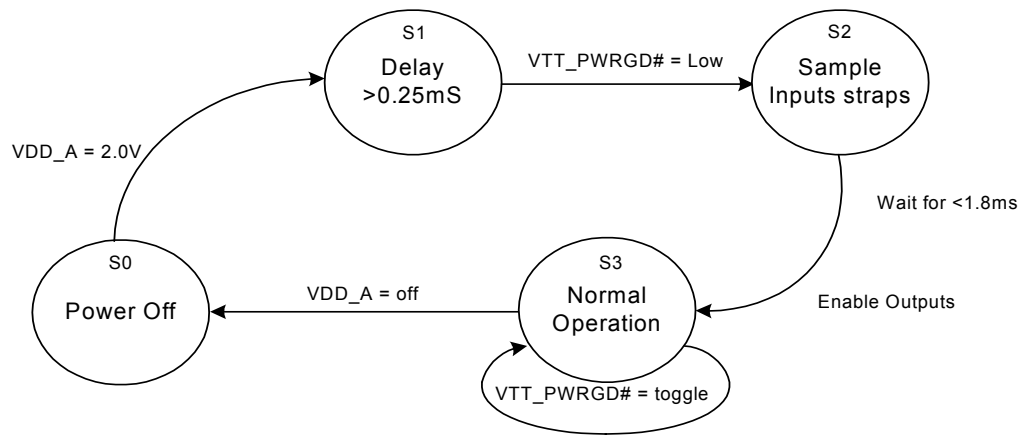 S1
Delay
>0.25mS
VTT_PWRGD# = Low
S2
Sample
Inputs straps
VDD_A = 2.0V
Wait for <1.8ms
S0
Power Off
VDD_A = off
S3
Normal
Operation
Enable Outputs
VTT_PWRGD# = toggle